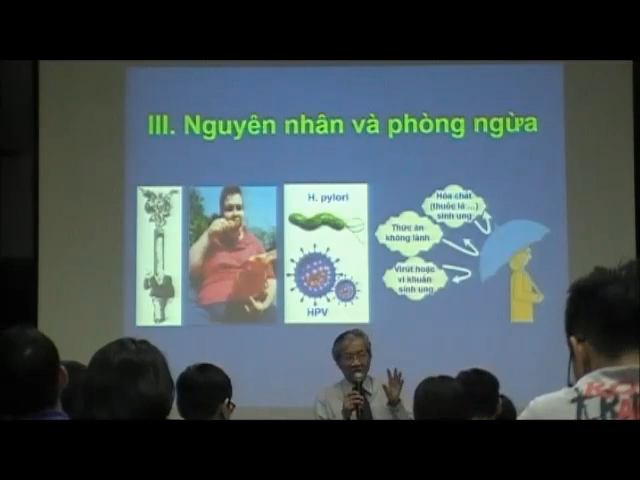 III. Nguyên nhân và phòng ngừa
H. pylori
HPV
Hóa chất
(thuốc lá ...)
sinh ung
Thức ăn
không lành
Virút hoặc
vi khuẩn
sinh ung